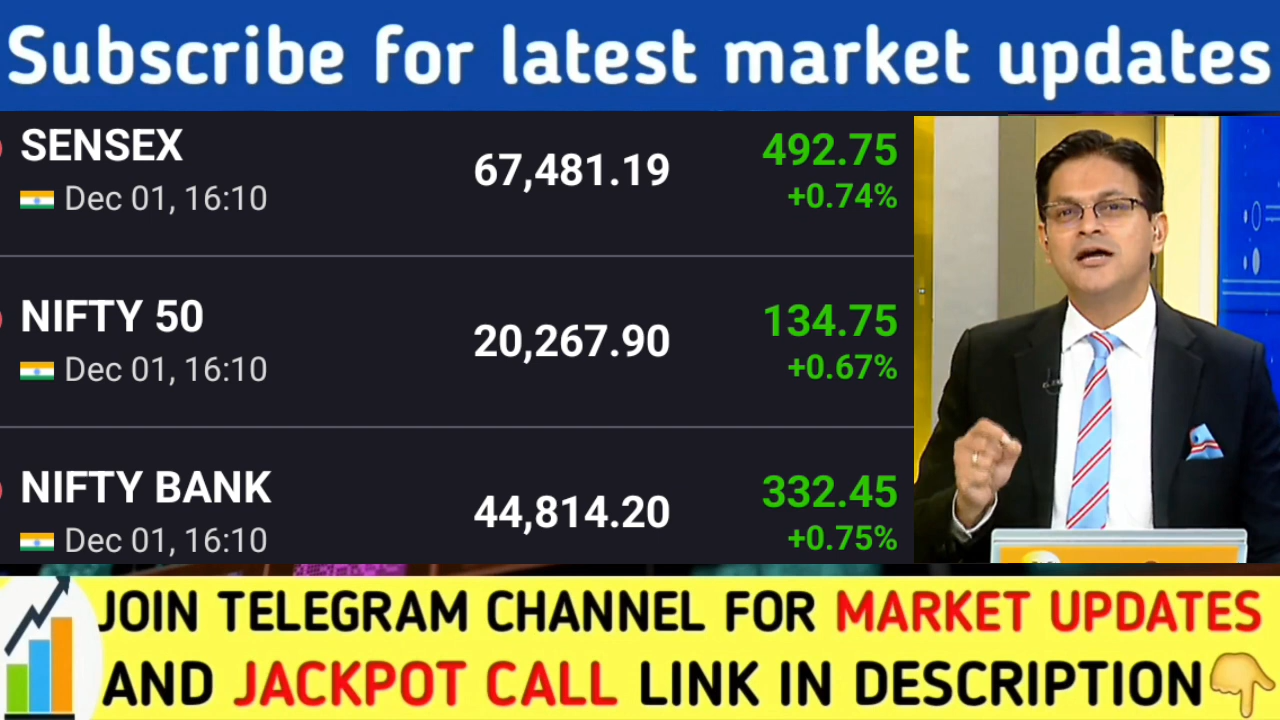 Subscribe for latest market updates
SENSEX
67,481.19
492.75
Dec 01, 16:10
+0.74%
NIFTY 50
20,267.90
134.75
Dec 01, 16:10
+0.67%
NIFTY BANK
44,814.20
332.45
Dec 01, 16:10
+0.75%
JOIN TELEGRAM CHANNEL FOR MARKET UPDATES
AND JACKPOT CALL LINK IN DESCRIPTION👇